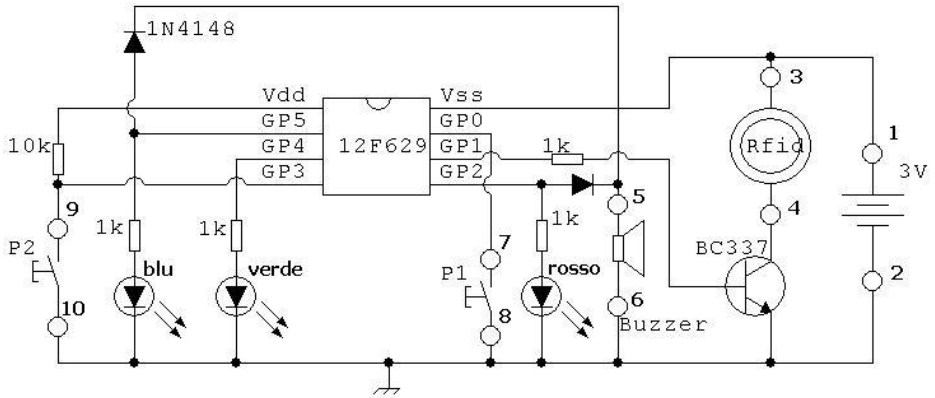 1N4148
Vdd
Vss
3
GP5
GP0
10k
GP4
12F629
GP1
1k
Rfid
1
GP3
GP2
3V
9
5
4
1k
1k
1k
P2
7
BC337
blu
verde
P1
rosso
2
10
8
6
Buzzer